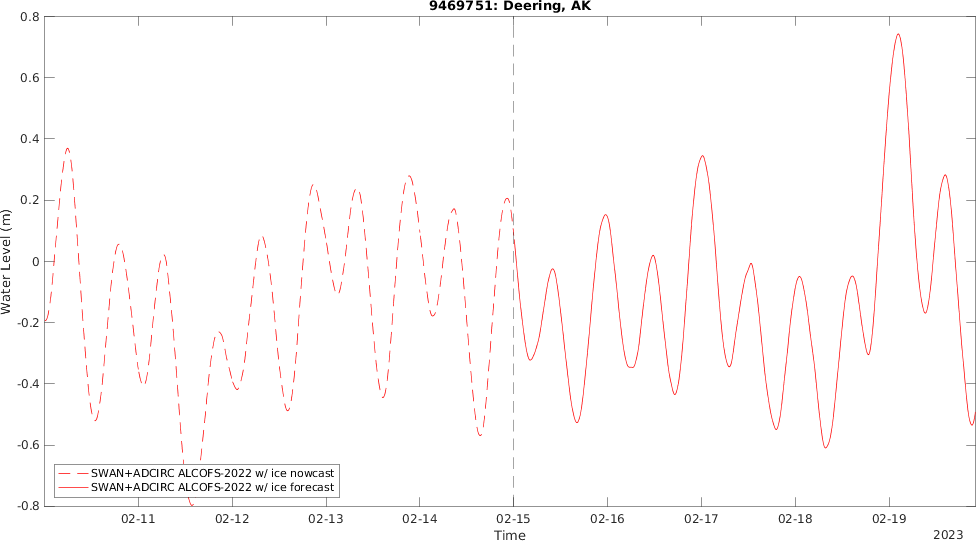 9469751: Deering, AK
Water Level (m)
0.8
0.6
0.4
0.2
0
-0.2
-0.4
-0.6
-0.8
SWAN+ADCIRC ALCOFS-2022 w/ ice nowcast
SWAN+ADCIRC ALCOFS-2022 w/ ice forecast
02-11 02-12 02-13 02-14 02-15 02-16 02-17 02-18 02-19
Time
2023